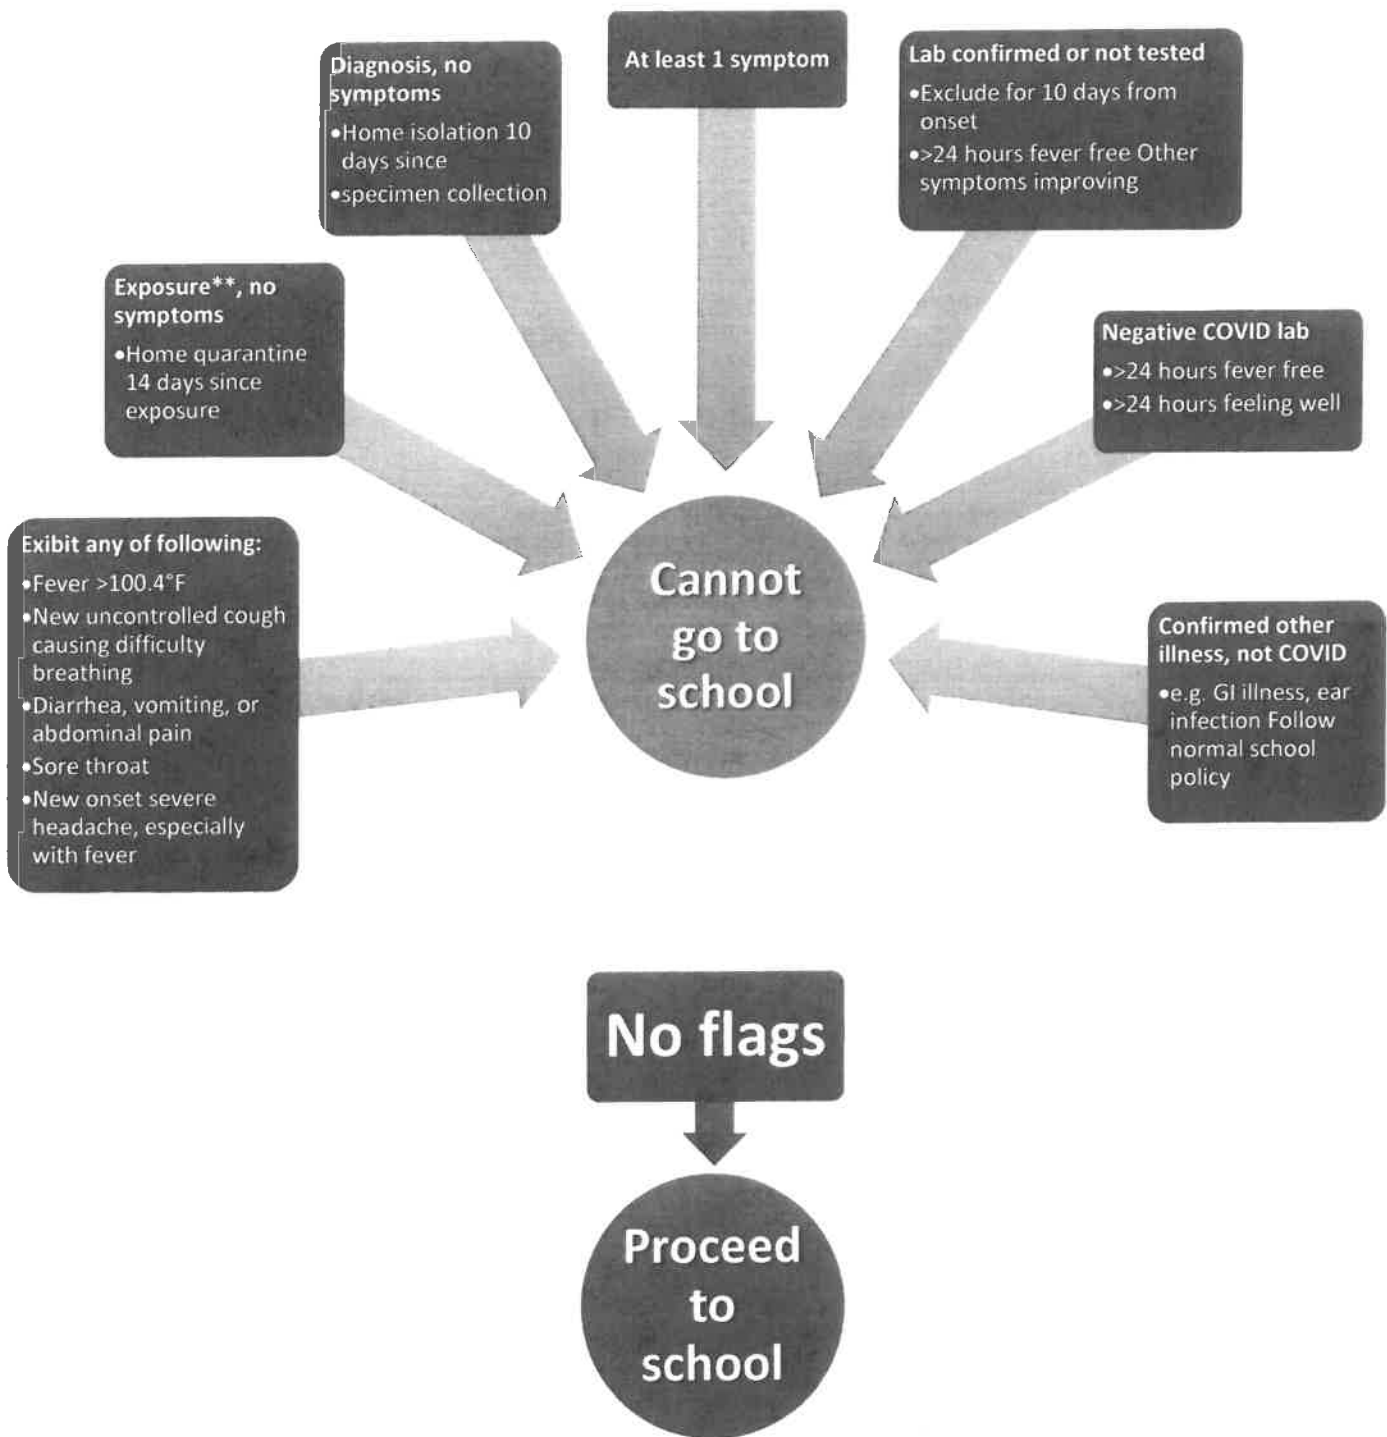 At least 1 symptom
Diagnosis, no
symptoms
•Home isolation 10
days since
•specimen collection
Lab confirmed or not tested
•Exclude for 10 days from
onset
•>24 hours fever free Other
symptoms improving
Exposure**, no
symptoms
•Home quarantine
14 days since
exposure
Negative COVID lab
•>24 hours fever free
•>24 hours feeling well
Exibit any of following:
•Fever >100.4°F
•New uncontrolled cough
causing difficulty
breathing
•Diarrhea, vomiting, or
abdominal pain
•Sore throat
•New onset severe
headache, especially
with fever
Cannot
go to
school
Confirmed other
illness, not COVID
•e.g. GI illness, ear
infection Follow
normal school
policy
No flags
Proceed
to
school